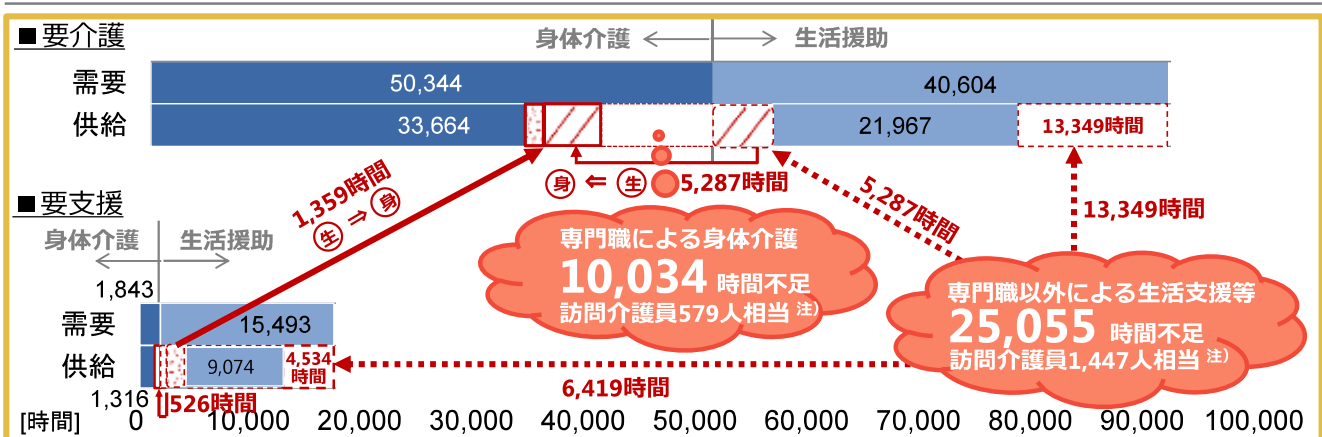 ■要介護
身体介護 生活援助
需要 50,344 40,604
供給 33,664 21,967 13,349時間
身 ⇐ 生 5,287時間
1,359時間
生 ⇒ 身
5,287時間
13,349時間
■要支援
身体介護 生活援助
1,843
需要 15,493
供給 9,074 4,534
時間
1,316
526時間
6,419時間
専門職による身体介護
10,034 時間不足
訪問介護員579人相当 注)
専門職以外による生活支援等
25,055 時間不足
訪問介護員1,447人相当 注)
[時間] 0 10,000 20,000 30,000 40,000 50,000 60,000 70,000 80,000 90,000 100,000